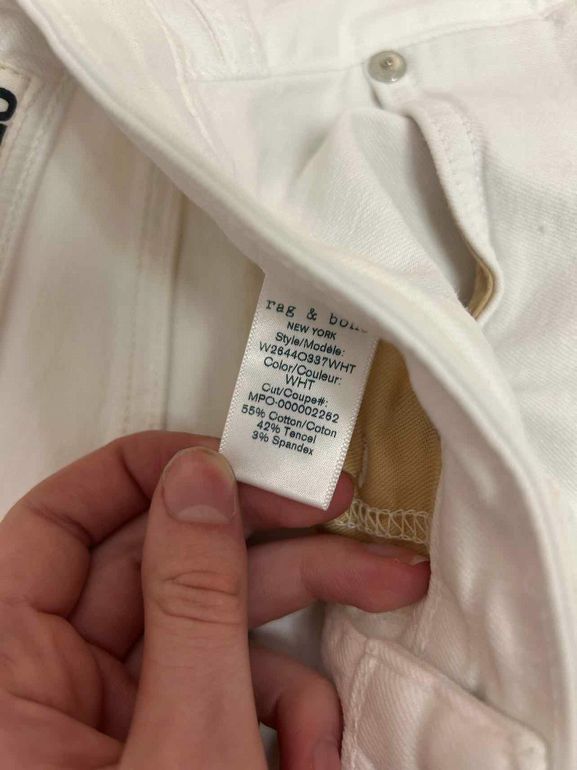 rag & bone
NEW YORK
Style/Modèle:
W2644O337WHT
Color/Couleur:
WHT
Cut/Coupe#:
MPO-000002262
55% Cotton/Coton
42% Tencel
3% Spandex